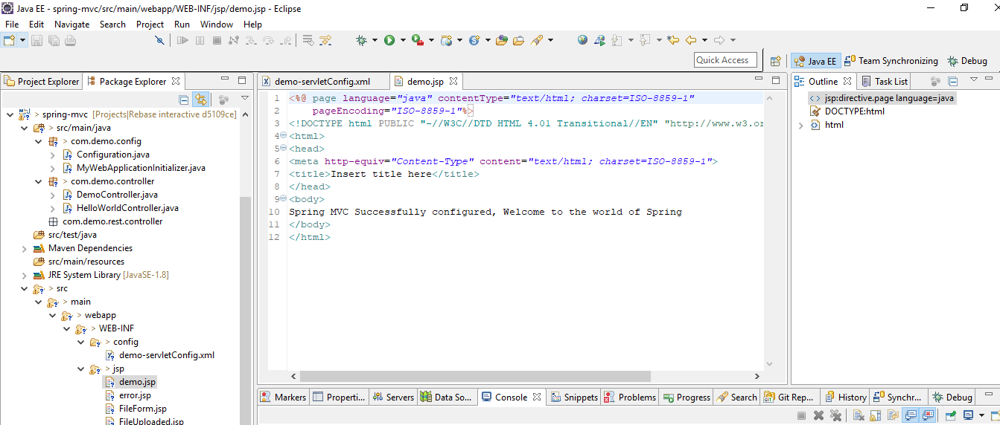 Java EE - spring-mvc/src/main/webapp/WEB-INF/jsp/demo.jsp - Eclipse
File Edit Navigate Search Project Run Window Help
Quick Access
Java EE
Team Synchronizing
Debug
Project Explorer
Package Explorer
> spring-mvc [Projects|Rebase interactive d5109ce]
> src/main/java
> com.demo.config
Configuration.java
MyWebApplicationInitializer.java
> com.demo.controller
DemoController.java
HelloWorldController.java
com.demo.rest.controller
src/test/java
Maven Dependencies
src/main/resources
JRE System Library [JavaSE-1.8]
> src
> main
> webapp
> WEB-INF
> config
demo-servletConfig.xml
> jsp
demo.jsp
error.jsp
FileForm.jsp
FileUploaded.jsp
demo-servletConfig.xml
demo.jsp
1 <%@ page language="java" contentType="text/html; charset=ISO-8859-1"
2 pageEncoding="ISO-8859-1"%>
3 <!DOCTYPE html PUBLIC "-//W3C//DTD HTML 4.01 Transitional//EN" "http://www.w3.or
4 <html>
5 <head>
6 <meta http-equiv="Content-Type" content="text/html; charset=ISO-8859-1">
7 <title>Insert title here</title>
8 </head>
9 <body>
10 Spring MVC Successfully configured, Welcome to the world of Spring
11 </body>
12 </html>
Outline
Task List
jsp:directive.page language=java
DOCTYPE:html
html
Markers
Properti...
Servers
Data So...
Console
Snippets
Problems
Progress
Search
Git Rep...
History
Synchr...
Debug